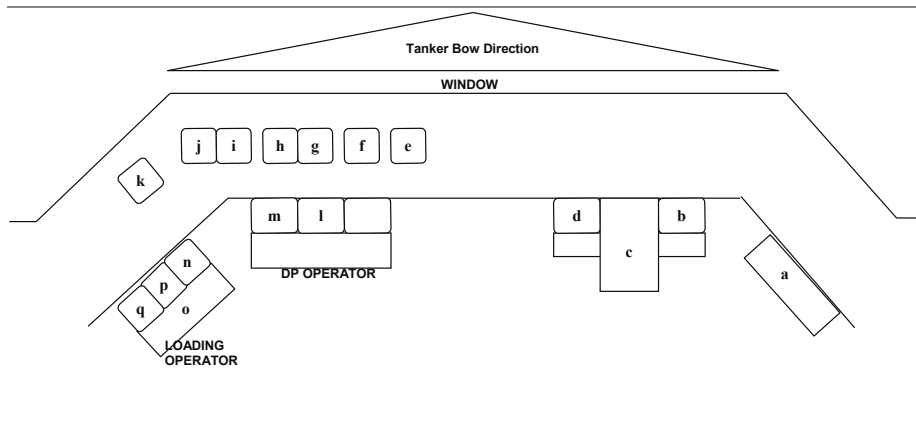 Tanker Bow Direction
WINDOW
j i h g f e
k
m l d b
c
DP OPERATOR
a
n
p
q o
LOADING
OPERATOR